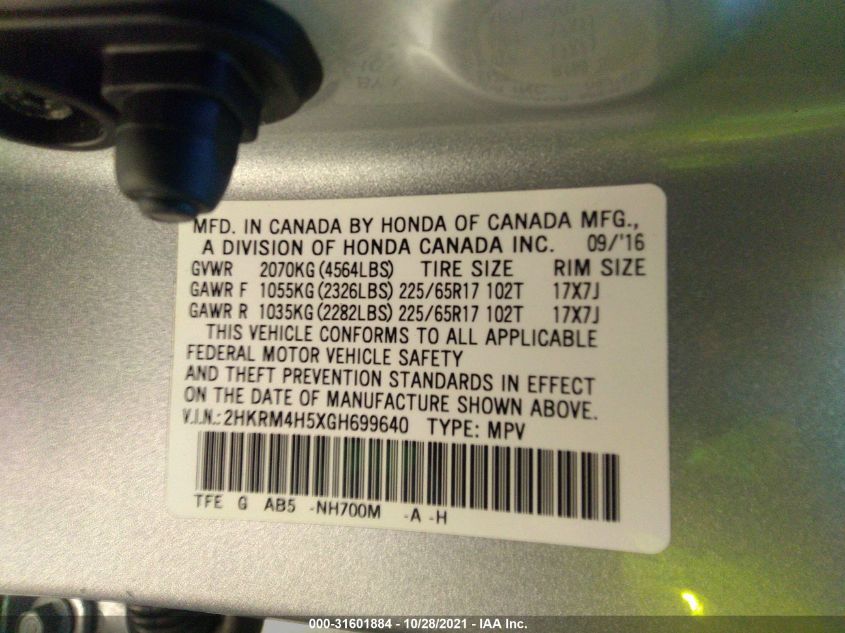 MFD. IN CANADA BY HONDA OF CANADA MFG.,
A DIVISION OF HONDA CANADA INC. 09/'16
GVWR 2070KG (4564LBS) TIRE SIZE RIM SIZE
GAWR F 1055KG (2326LBS) 225/65R17 102T 17X7J
GAWR R 1035KG (2282LBS) 225/65R17 102T 17X7J
THIS VEHICLE CONFORMS TO ALL APPLICABLE
FEDERAL MOTOR VEHICLE SAFETY
AND THEFT PREVENTION STANDARDS IN EFFECT
ON THE DATE OF MANUFACTURE SHOWN ABOVE.
V.I.N.: 2HKRM4H5XGH699640 TYPE: MPV
TFE G AB5 -NH700M -A -H
000-31601884 - 10/28/2021 - IAA Inc.